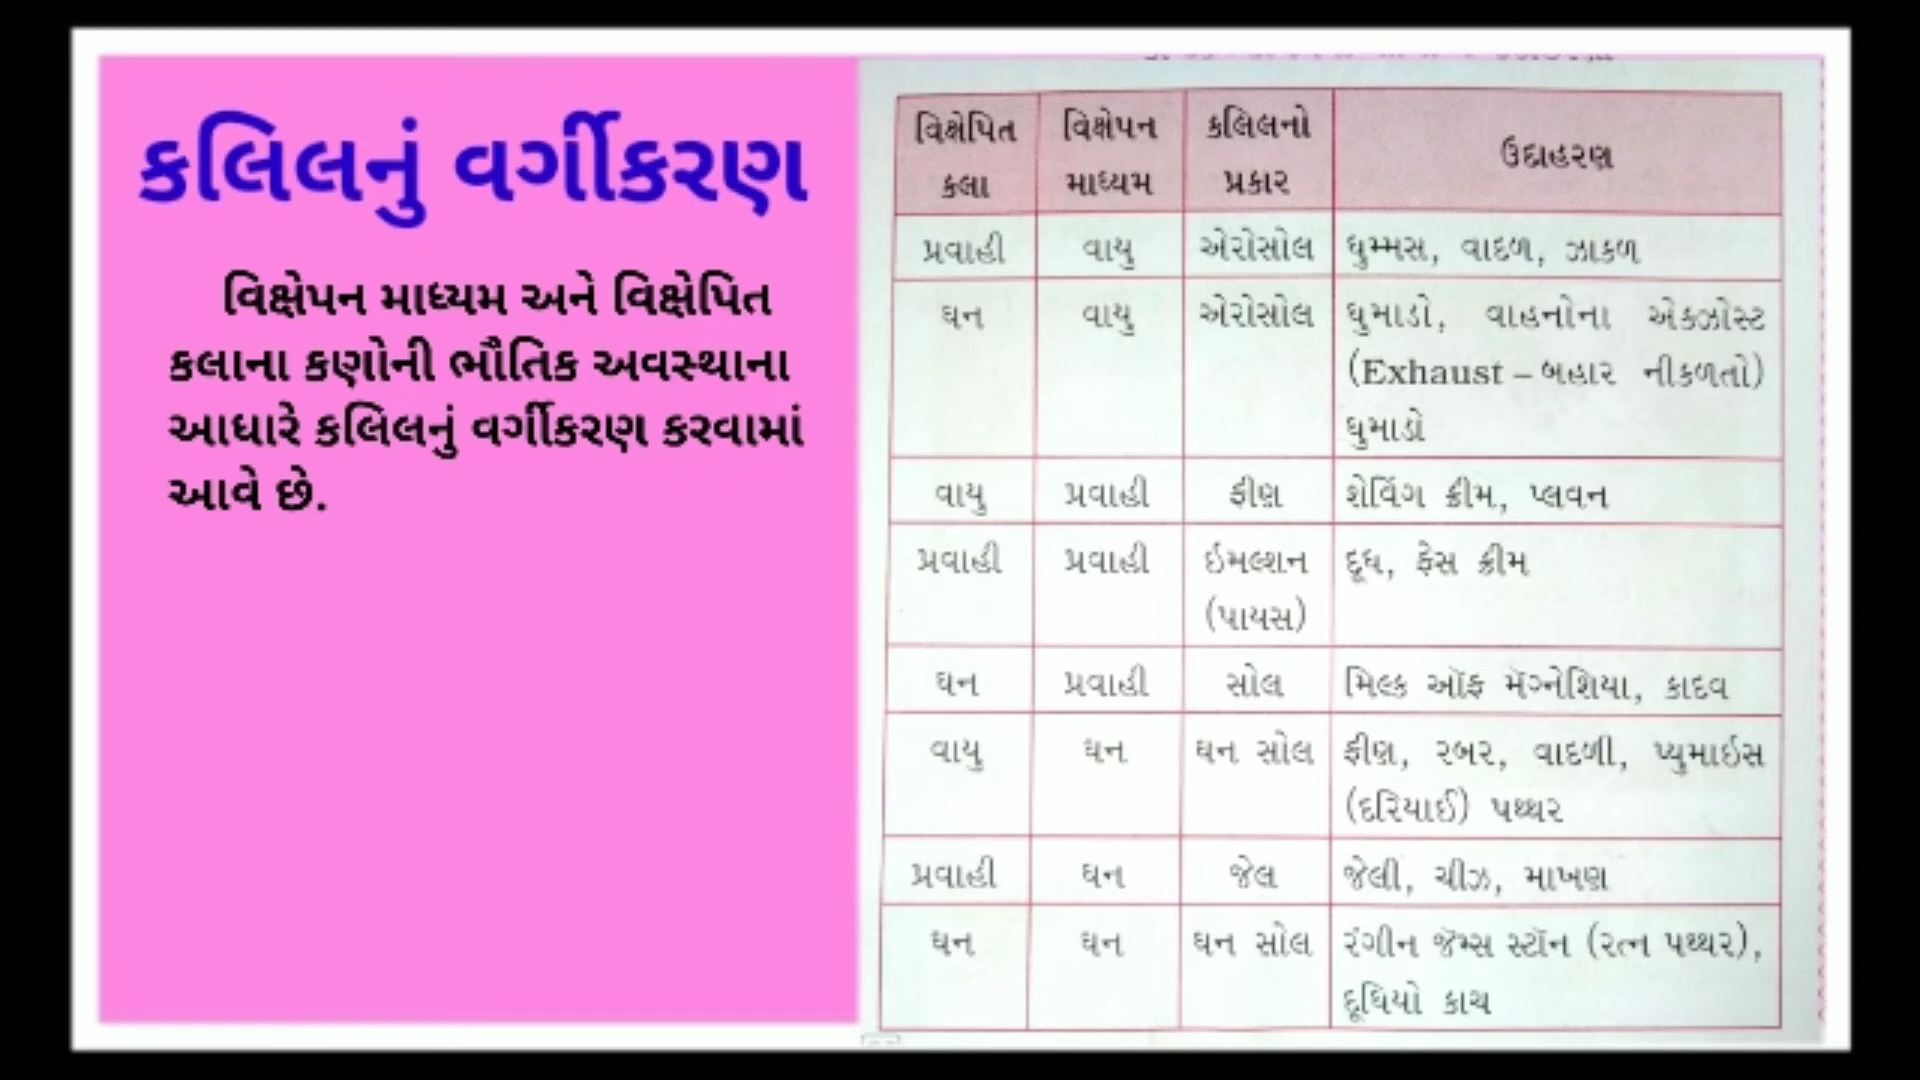 કલિલનું વર્ગીકરણ
વિક્ષેપન માધ્યમ અને વિક્ષેપિત
કલાના કણોની ભૌતિક અવસ્થાના
આધારે કલિલનું વર્ગીકરણ કરવામાં
આવે છે.
વિક્ષેપિત વિક્ષેપન કલિલનો ઉદાહરણ
કલા માધ્યમ પ્રકાર
પ્રવાહી વાયુ એરોસોલ ધુમ્મસ, વાદળ, ઝાકળ
ઘન વાયુ એરોસોલ ધુમાડો, વાહનોના એક્ઝોસ્ટ
(Exhaust – બહાર નીકળતો)
ધુમાડો
વાયુ પ્રવાહી ફીણ શેવિંગ ક્રીમ, પ્લવન
પ્રવાહી પ્રવાહી ઇમલ્શન દૂધ, ફેસ ક્રીમ
(પાયસ)
ઘન પ્રવાહી સોલ મિલ્ક ઑફ મૅગ્નેશિયા, કાદવ
વાયુ ઘન ઘન સોલ ફીણ, રબર, વાદળી, પ્યુમાઇસ
(દરિયાઈ) પથ્થર
પ્રવાહી ઘન જેલ જેલી, ચીઝ, માખણ
ઘન ઘન ઘન સોલ રંગીન જૅમ્સ સ્ટૉન (રત્ન પથ્થર),
દૂધિયો કાચ